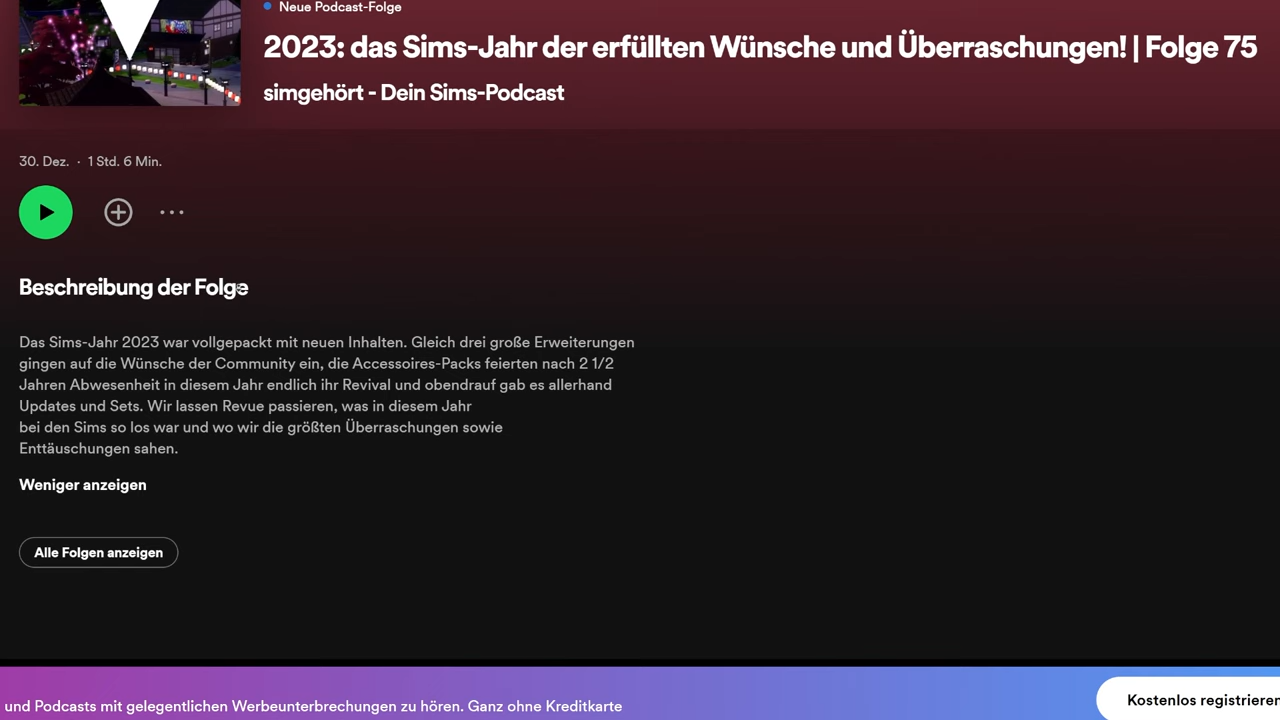 Neue Podcast-Folge
2023: das Sims-Jahr der erfüllten Wünsche und Überraschungen! | Folge 75
simgehört - Dein Sims-Podcast
30. Dez. · 1 Std. 6 Min.
Beschreibung der Folge
Das Sims-Jahr 2023 war vollgepackt mit neuen Inhalten. Gleich drei große Erweiterungen
gingen auf die Wünsche der Community ein, die Accessoires-Packs feierten nach 2 1/2
Jahren Abwesenheit in diesem Jahr endlich ihr Revival und obendrauf gab es allerhand
Updates und Sets. Wir lassen Revue passieren, was in diesem Jahr
bei den Sims so los war und wo wir die größten Überraschungen sowie
Enttäuschungen sahen.
Weniger anzeigen
Alle Folgen anzeigen
und Podcasts mit gelegentlichen Werbeunterbrechungen zu hören. Ganz ohne Kreditkarte
Kostenlos registrieren